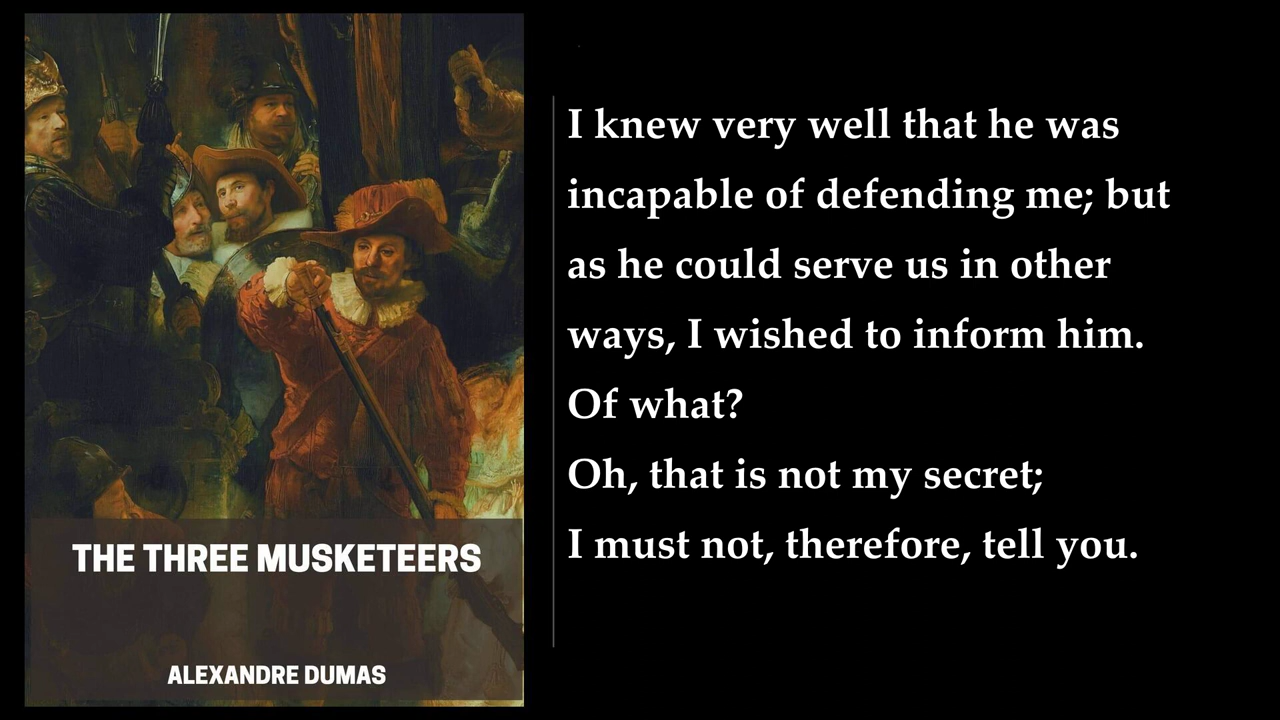 THE THREE MUSKETEERS
ALEXANDRE DUMAS
I knew very well that he was
incapable of defending me; but
as he could serve us in other
ways, I wished to inform him.
Of what?
Oh, that is not my secret;
I must not, therefore, tell you.